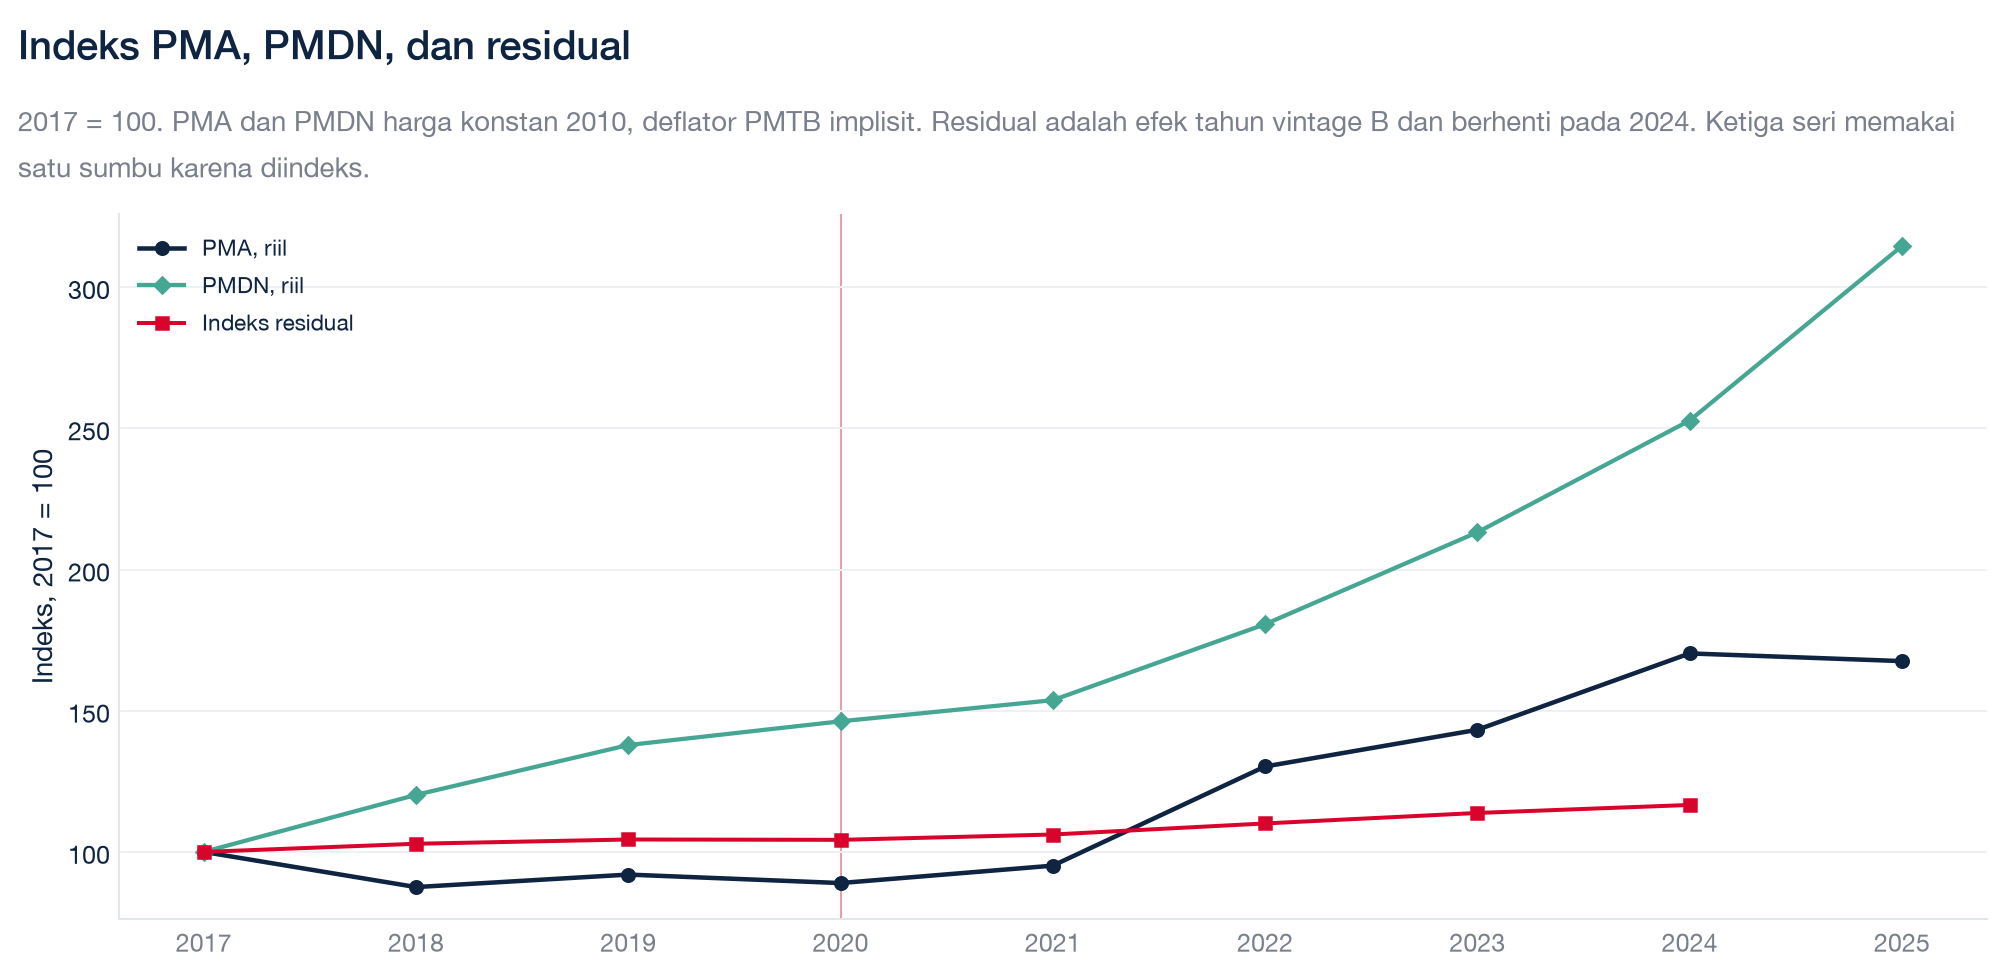 Indeks PMA, PMDN, dan residual
2017 = 100. PMA dan PMDN harga konstan 2010, deflator PMTB implisit. Residual adalah efek tahun vintage B dan berhenti pada 2024. Ketiga seri memakai
satu sumbu karena diindeks.
PMA, riil
PMDN, riil
Indeks residual
Indeks, 2017 = 100
300
250
200
150
100
2017 2018 2019 2020 2021 2022 2023 2024 2025